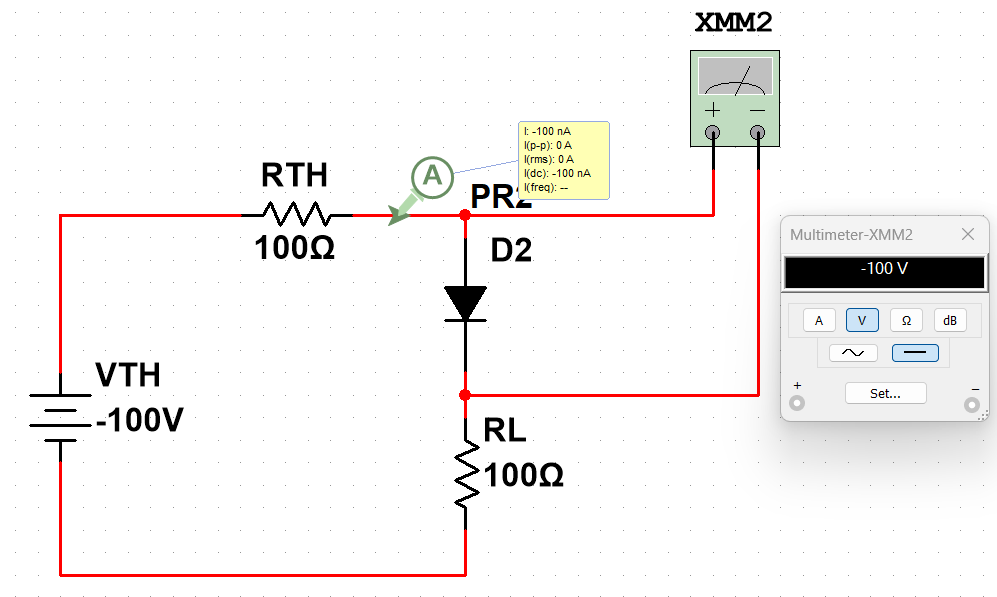 XMM2
+ −
I: -100 nA
I(p-p): 0 A
I(rms): 0 A
I(dc): -100 nA
I(freq): --
A
RTH
100Ω
PR2
D2
VTH
-100V
RL
100Ω
Multimeter-XMM2
-100 V
A V Ω dB
+ −
Set...